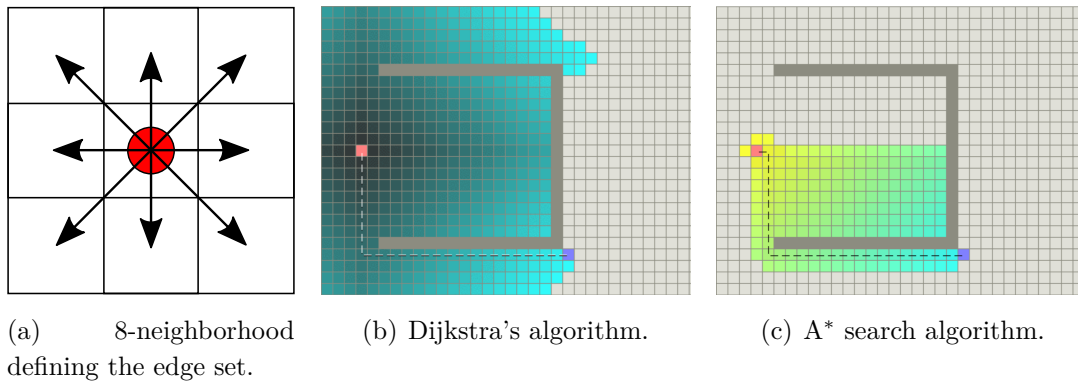 (a) 8-neighborhood
defining the edge set.
(b) Dijkstra's algorithm.
(c) A* search algorithm.